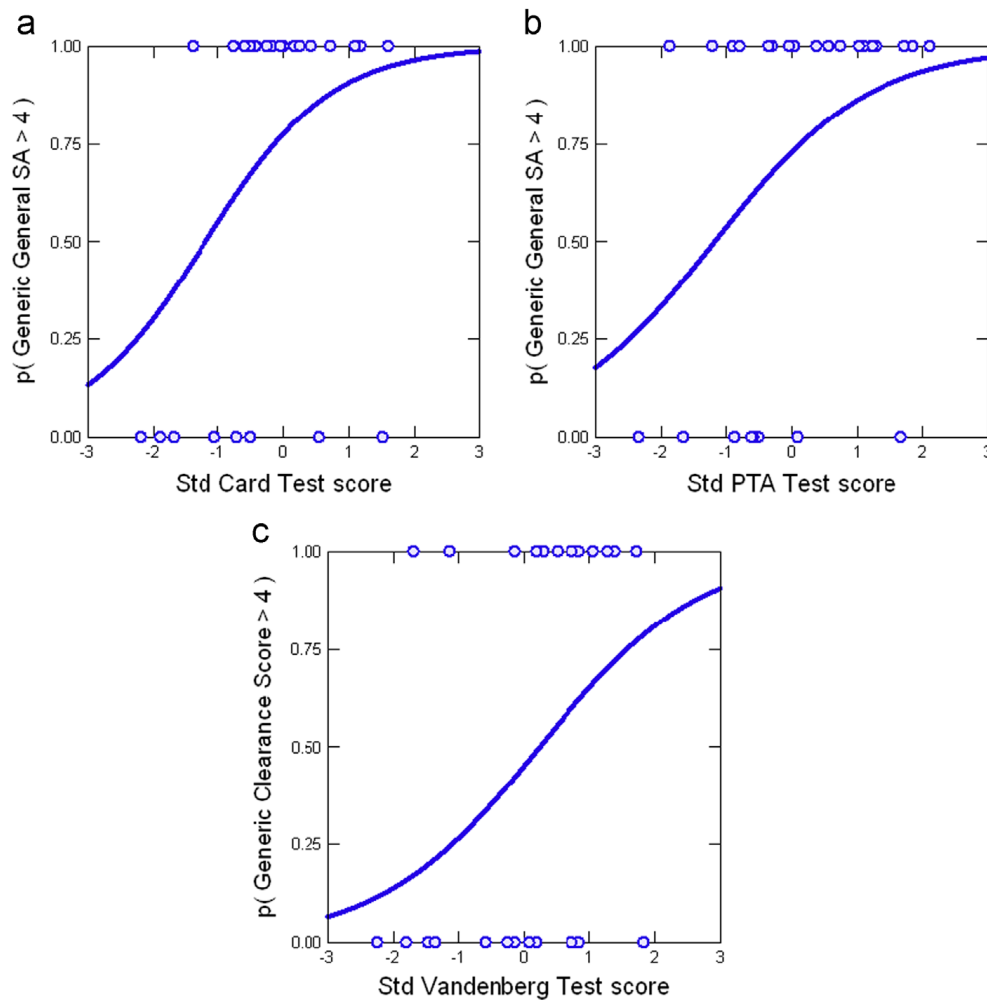 a
p( Generic General SA > 4 )
1.00
0.75
0.50
0.25
0.00
-3 -2 -1 0 1 2 3
Std Card Test score
b
p( Generic General SA > 4 )
1.00
0.75
0.50
0.25
0.00
-3 -2 -1 0 1 2 3
Std PTA Test score
c
p( Generic Clearance Score > 4 )
1.00
0.75
0.50
0.25
0.00
-3 -2 -1 0 1 2 3
Std Vandenberg Test score